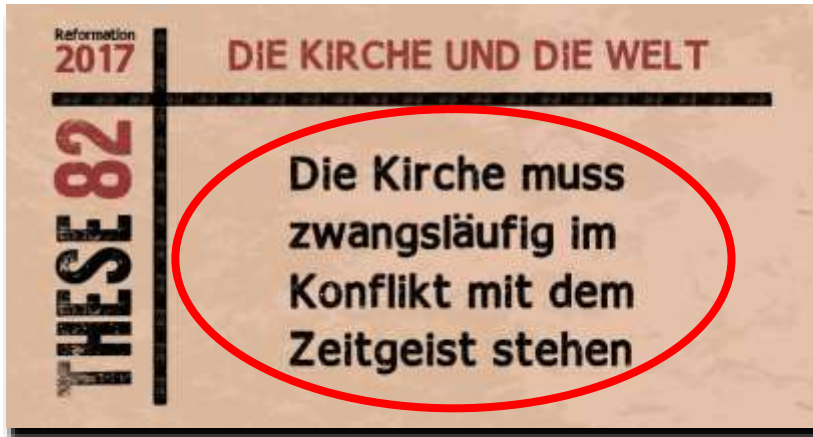 Reformation
2017
DIE KIRCHE UND DIE WELT
THESE 82
Die Kirche muss
zwangsläufig im
Konflikt mit dem
Zeitgeist stehen